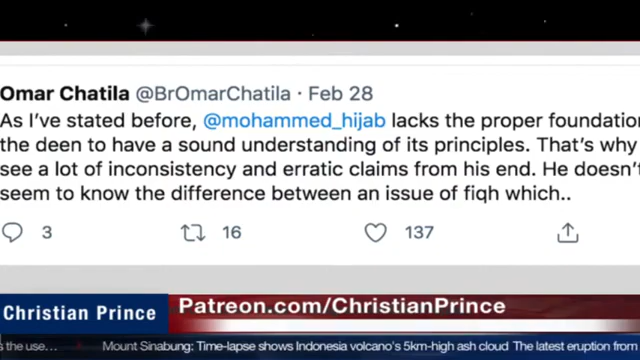 Omar Chatila @BrOmarChatila · Feb 28
As I've stated before, @mohammed_hijab lacks the proper foundation
the deen to have a sound understanding of its principles. That's why
see a lot of inconsistency and erratic claims from his end. He doesn't
seem to know the difference between an issue of fiqh which..
3 16 137
Christian Prince
Patreon.com/ChristianPrince
s the use... Mount Sinabung: Time-lapse shows Indonesia volcano's 5km-high ash cloud The latest eruption from